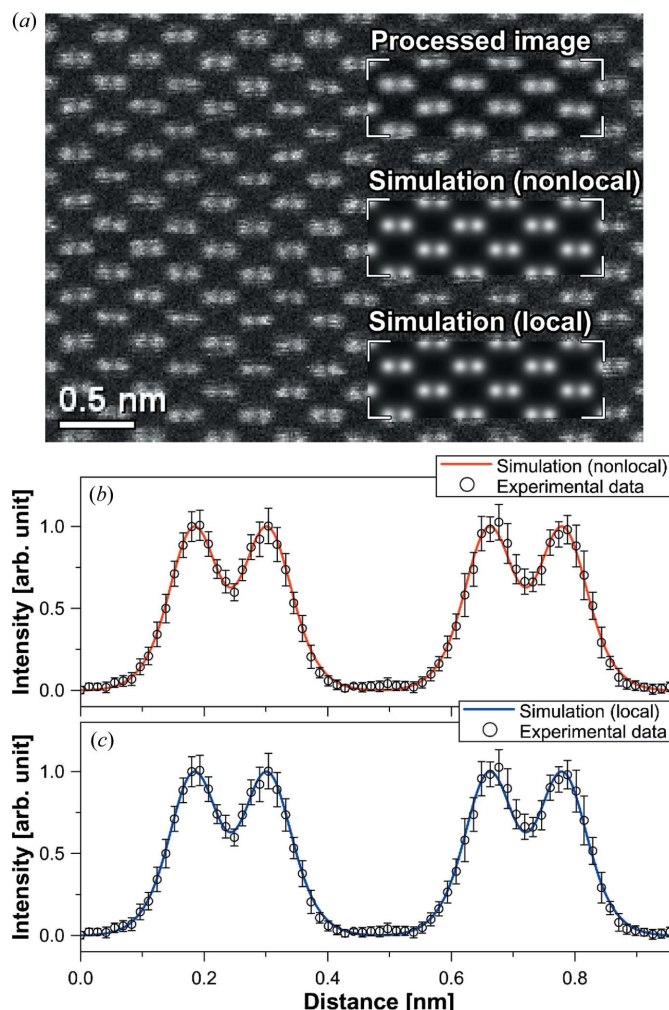 (a)
Processed image
Simulation (nonlocal)
Simulation (local)
0.5 nm
(b)
Simulation (nonlocal)
Experimental data
Intensity [arb. unit]
1.0
0.5
0.0
(c)
Simulation (local)
Experimental data
Intensity [arb. unit]
1.0
0.5
0.0
0.0 0.2 0.4 0.6 0.8
Distance [nm]